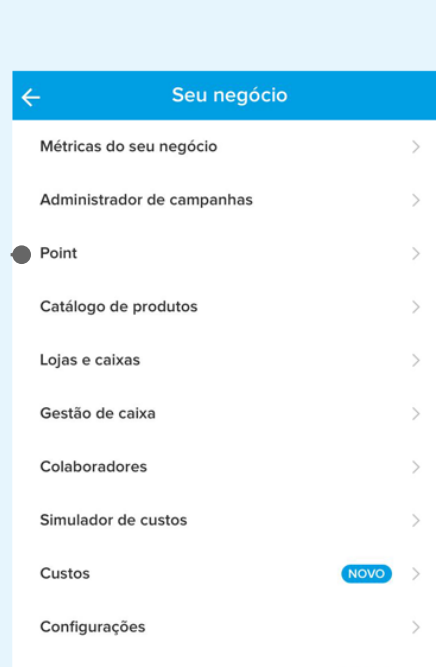 Seu negócio
Métricas do seu negócio
Administrador de campanhas
Point
Catálogo de produtos
Lojas e caixas
Gestão de caixa
Colaboradores
Simulador de custos
Custos NOVO
Configurações